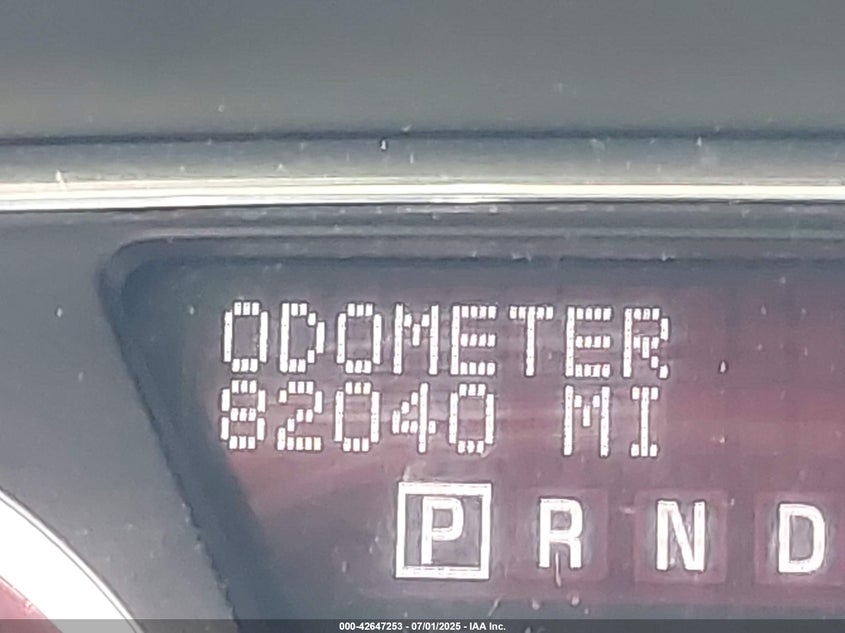 ODOMETER
82040 MI
P R N D
000-42647253 - 07/01/2025 - IAA Inc.